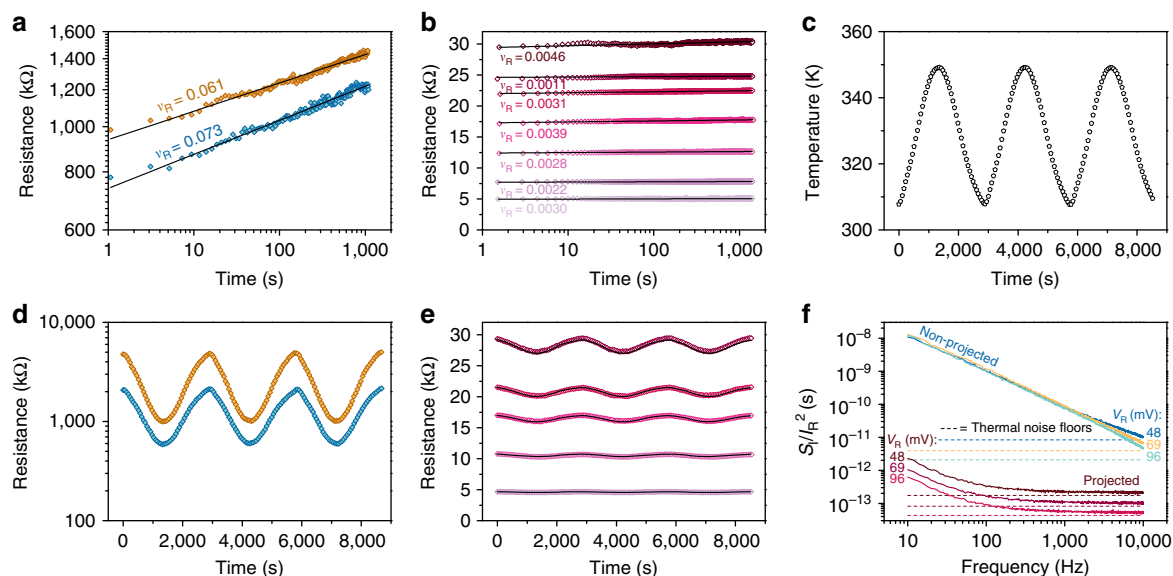 a
Resistance (kΩ)
1,600
1,400
1,200
1,000
800
600
νR = 0.061
νR = 0.073
1
10
100
1,000
Time (s)
b
Resistance (kΩ)
30
25
20
15
10
5
0
νR = 0.0046
νR = 0.0011
νR = 0.0031
νR = 0.0039
νR = 0.0028
νR = 0.0022
νR = 0.0030
1
10
100
1,000
Time (s)
c
Temperature (K)
360
340
320
300
0
2,000
4,000
6,000
8,000
Time (s)
d
Resistance (kΩ)
10,000
1,000
100
0
2,000
4,000
6,000
8,000
Time (s)
e
Resistance (kΩ)
30
25
20
15
10
5
0
0
2,000
4,000
6,000
8,000
Time (s)
f
SI/IR² (s)
10⁻⁸
10⁻⁹
10⁻¹⁰
10⁻¹¹
10⁻¹²
10⁻¹³
Non-projected
VR (mV):
48
69
96
= Thermal noise floors
VR (mV):
48
69
96
Projected
10
100
1,000
10,000
Frequency (Hz)